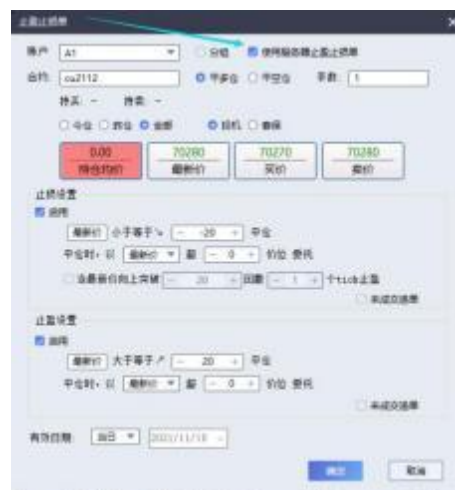 止盈止损单
账户 A1 分组 使用服务器止盈止损单
合约 cu2112 平多仓 平空仓 手数 1
持买 - 持卖 -
今仓 昨仓 全部 投机 套保
0.00 70280 70270 70280
持仓均价 最新价 买价 卖价
止损设置
启用
最新价 小于等于↘ - -20 + 平仓
平仓时，以 最新价 超 - 0 + 价位 委托
当最新价向上突破 - 20 + 回撤 - 1 + 个tick止盈
未成交追单
止盈设置
启用
最新价 大于等于↗ - 20 + 平仓
平仓时，以 最新价 超 - 0 + 价位 委托
未成交追单
有效日期 当日 2021/11/18
确定 取消